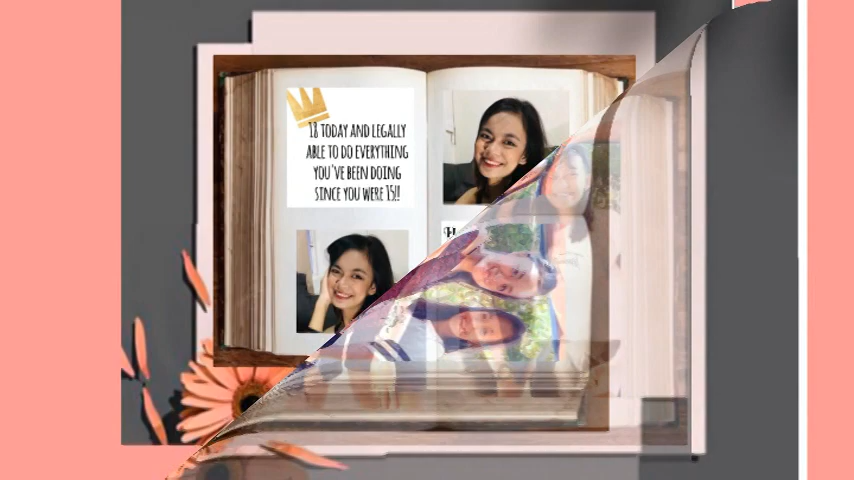 18 TODAY AND LEGALLY
ABLE TO DO EVERYTHING
YOU'VE BEEN DOING
SINCE YOU WERE 15!!
H